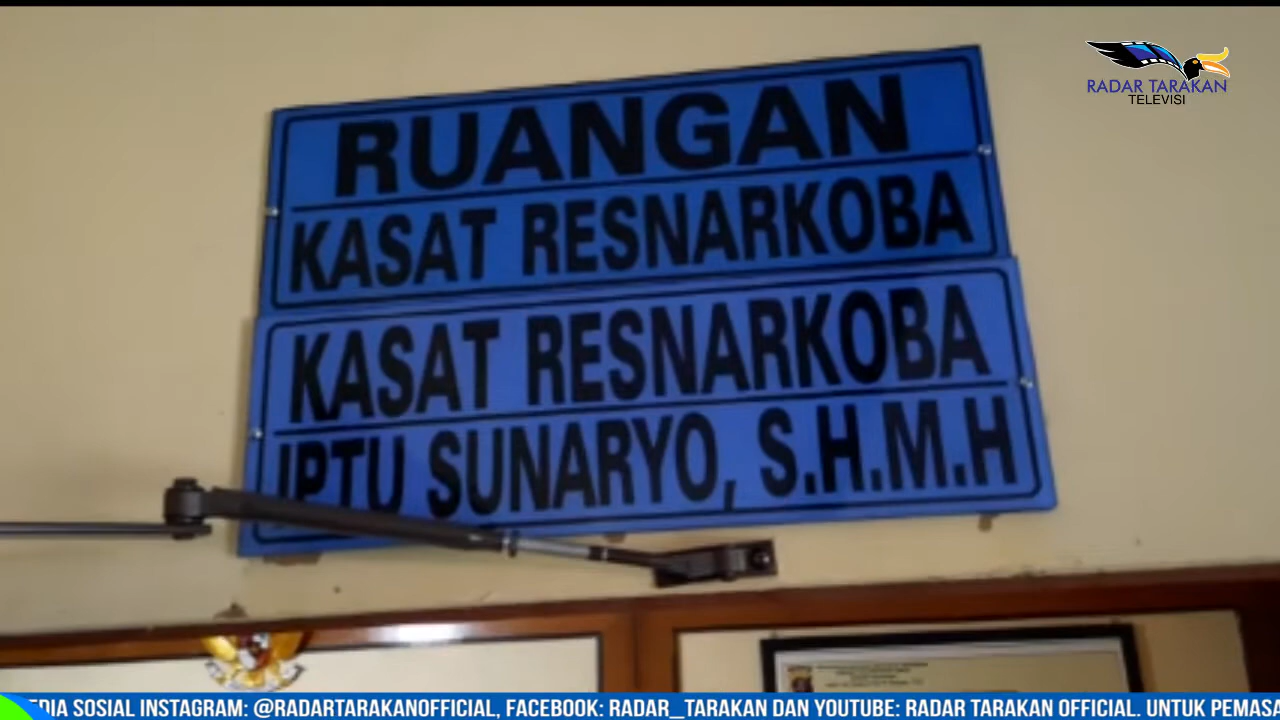 RADAR TARAKAN
TELEVISI
RUANGAN
KASAT RESNARKOBA
KASAT RESNARKOBA
IPTU SUNARYO, S.H.M.H
EDIA SOSIAL INSTAGRAM: @RADARTARAKANOFFICIAL, FACEBOOK: RADAR_TARAKAN DAN YOUTUBE: RADAR TARAKAN OFFICIAL. UNTUK PEMASA